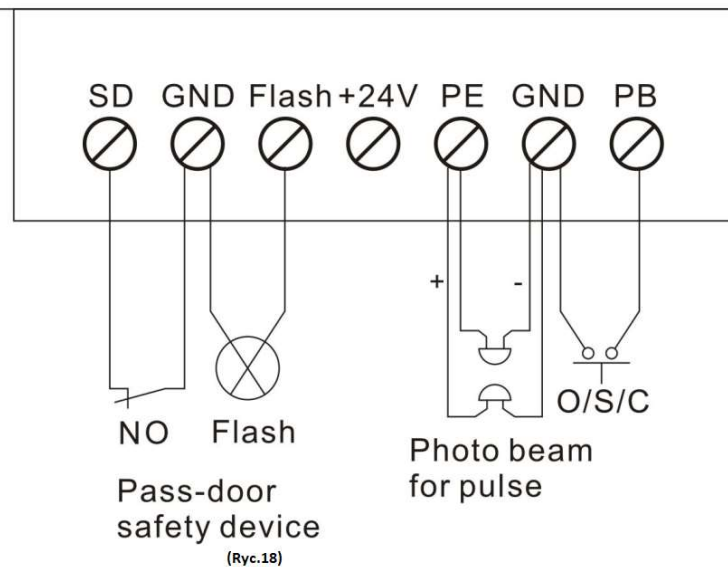 SD GND Flash +24V PE GND PB
+ -
NO Flash O/S/C
Pass-door
safety device
(Ryc.18)
Photo beam
for pulse